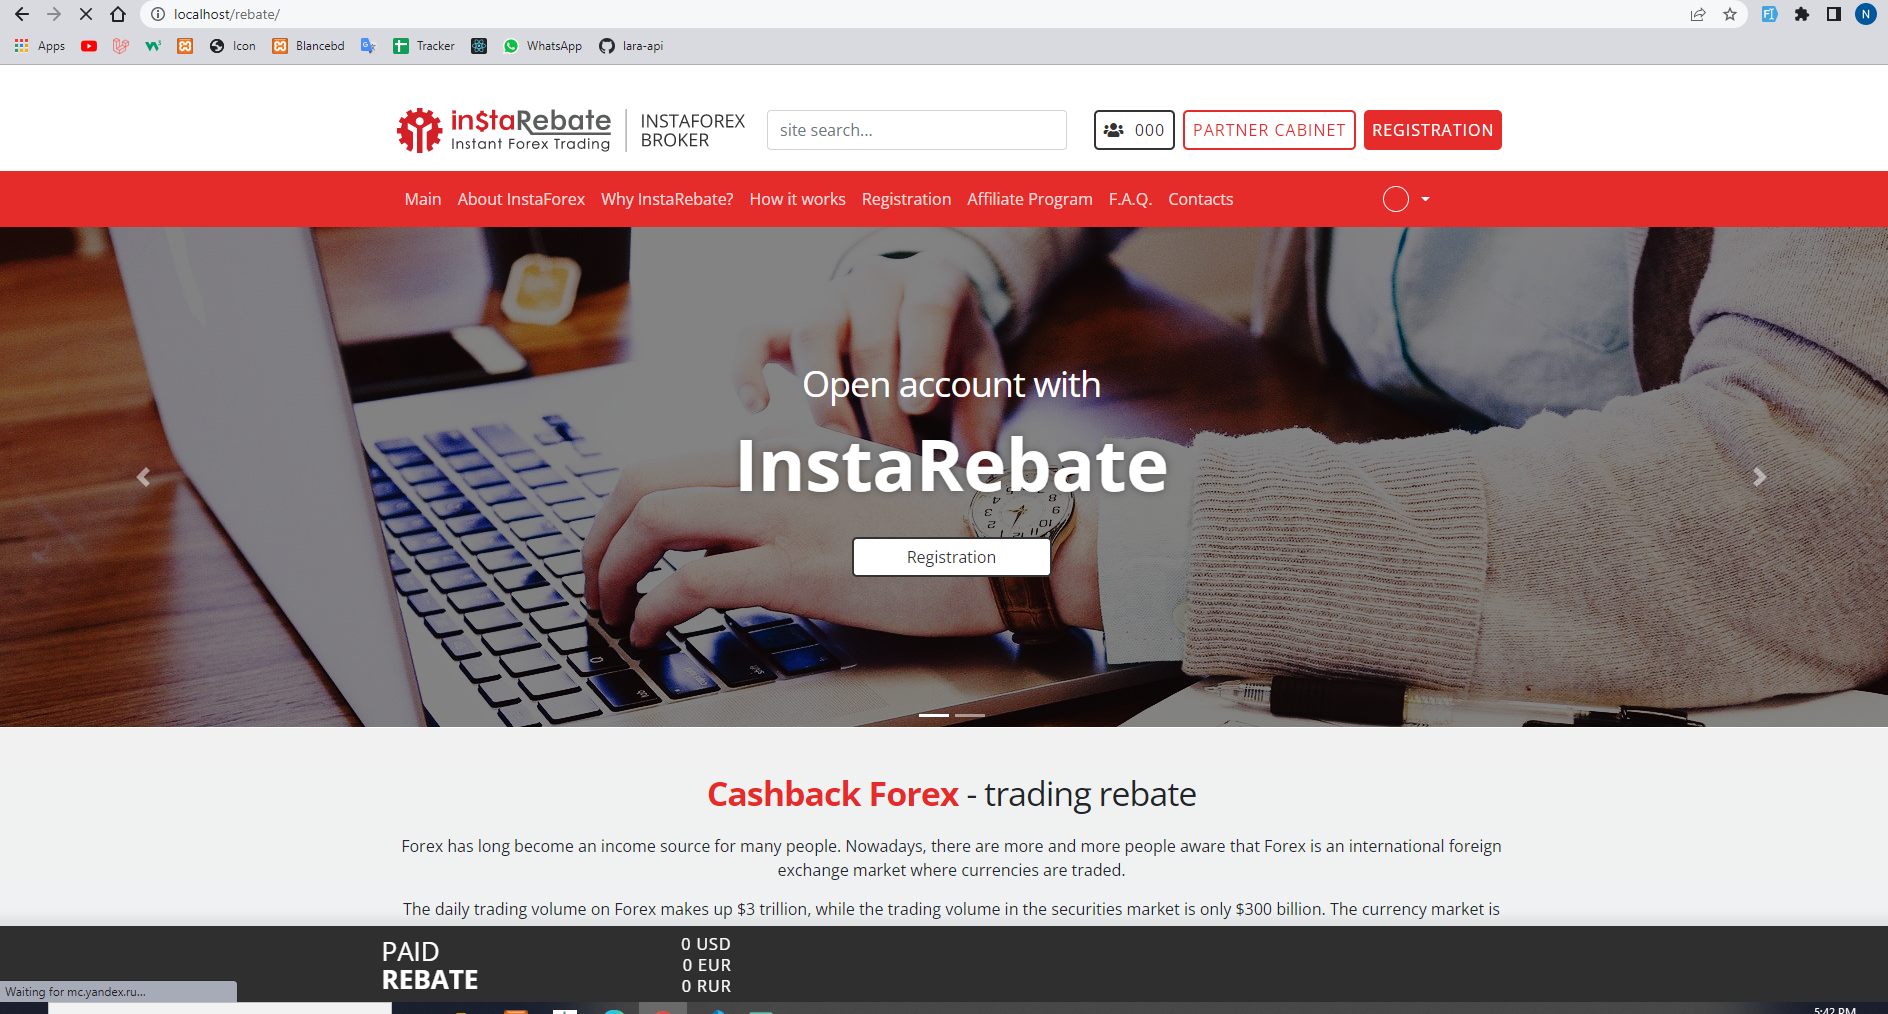 localhost/rebate/
N
Apps
Icon
Blancebd
Tracker
WhatsApp
lara-api
in$taRebate
Instant Forex Trading
INSTAFOREX
BROKER
site search...
000
PARTNER CABINET
REGISTRATION
Main
About InstaForex
Why InstaRebate?
How it works
Registration
Affiliate Program
F.A.Q.
Contacts
Open account with
InstaRebate
Registration
Cashback Forex - trading rebate
Forex has long become an income source for many people. Nowadays, there are more and more people aware that Forex is an international foreign
exchange market where currencies are traded.
The daily trading volume on Forex makes up $3 trillion, while the trading volume in the securities market is only $300 billion. The currency market is
PAID
REBATE
0 USD
0 EUR
0 RUR
Waiting for mc.yandex.ru...
5:42 PM